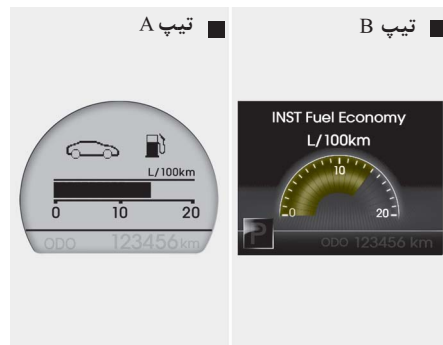 ■ تیپ A
L/100km
0 10 20
ODO 123456 km
■ تیپ B
INST Fuel Economy
L/100km
10
0 20
P
ODO 123456 km